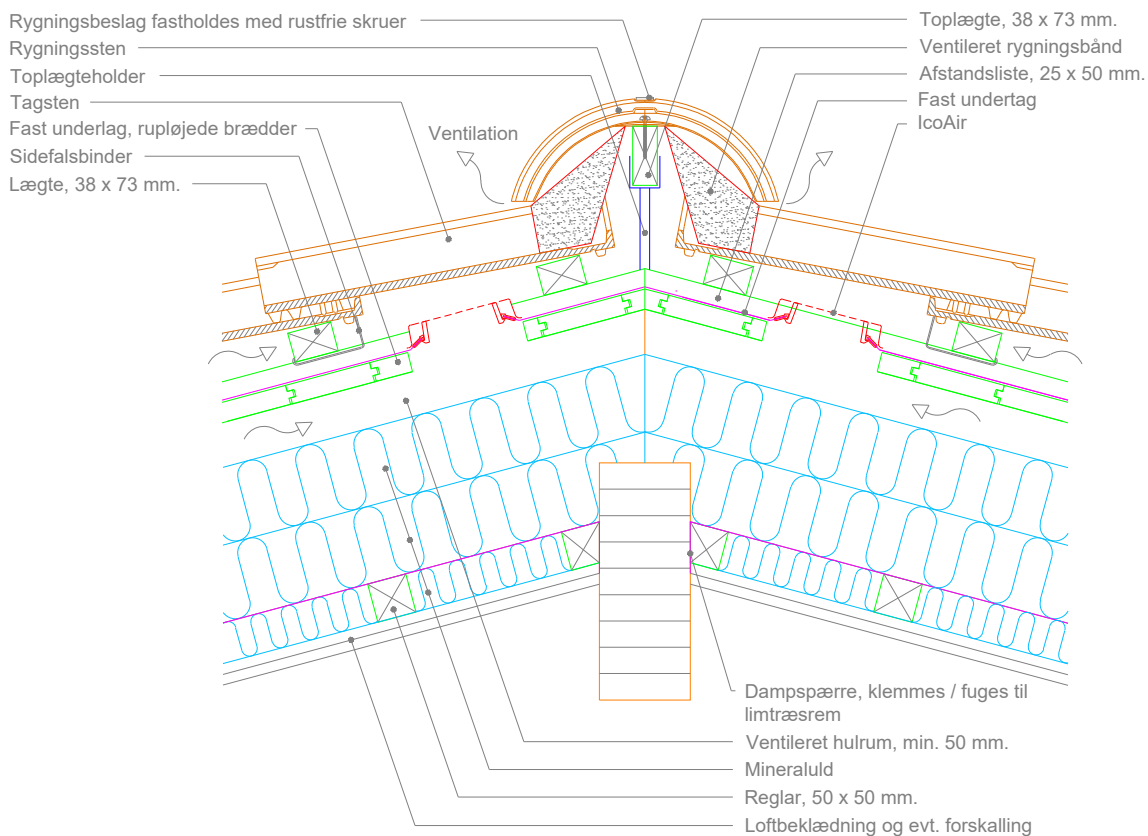 Rygningsbeslag fastholdes med rustfrie skruer
Rygningssten
Toplægteholder
Tagsten
Fast underlag, rupløjede brædder
Sidefalsbinder
Lægte, 38 x 73 mm.
Ventilation
Toplægte, 38 x 73 mm.
Ventileret rygningsbånd
Afstandsliste, 25 x 50 mm.
Fast undertag
IcoAir
Dampspærre, klemmes / fuges til
limtræsrem
Ventileret hulrum, min. 50 mm.
Mineraluld
Reglar, 50 x 50 mm.
Loftbeklædning og evt. forskalling